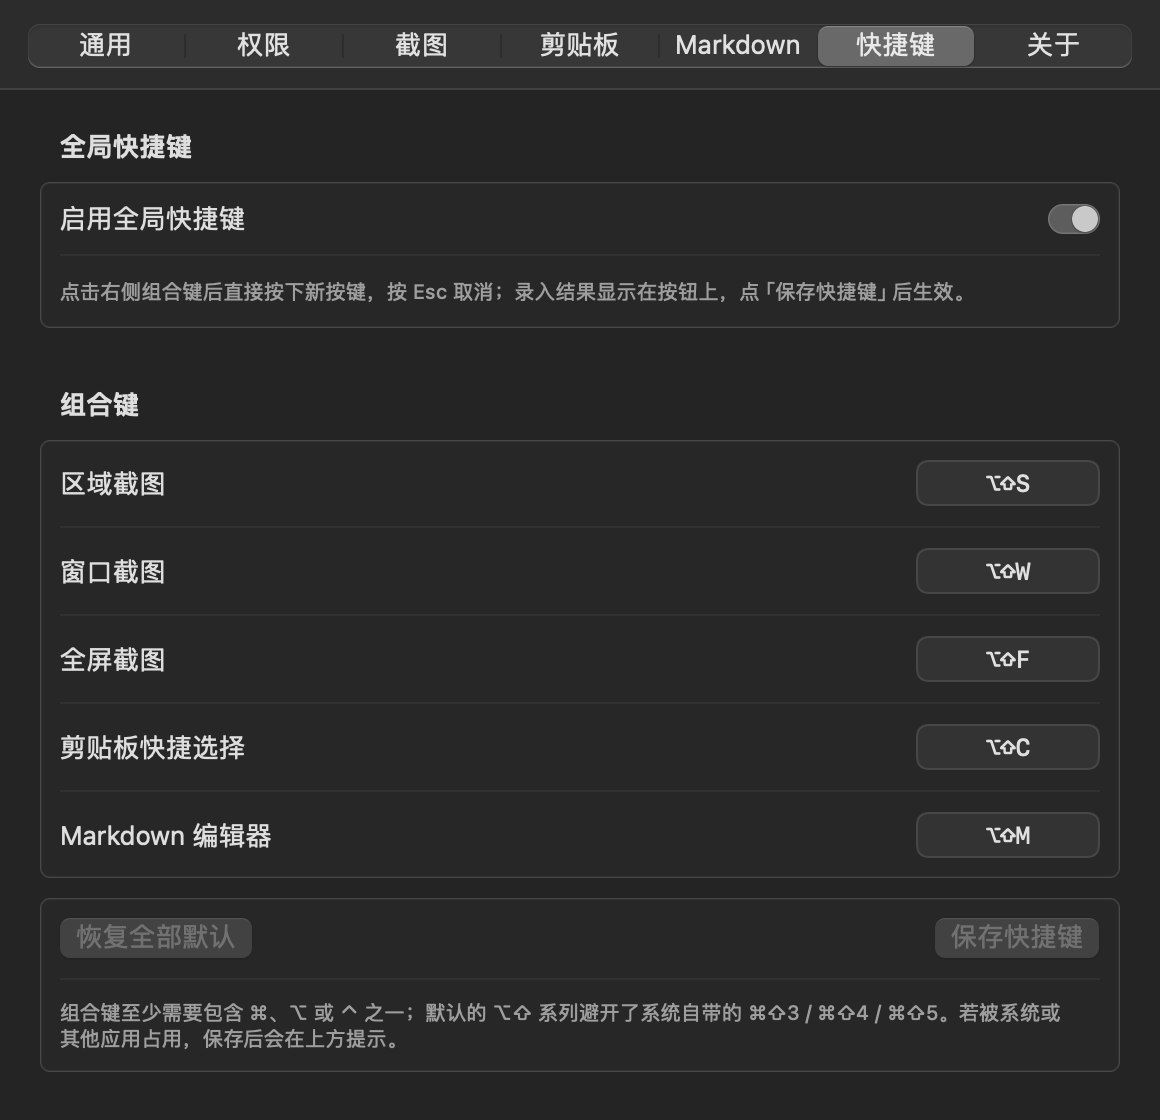 通用 权限 截图 剪贴板 Markdown 快捷键 关于
全局快捷键
启用全局快捷键
点击右侧组合键后直接按下新按键，按 Esc 取消；录入结果显示在按钮上，点「保存快捷键」后生效。
组合键
区域截图 ⌥⇧S
窗口截图 ⌥⇧W
全屏截图 ⌥⇧F
剪贴板快捷选择 ⌥⇧C
Markdown 编辑器 ⌥⇧M
恢复全部默认 保存快捷键
组合键至少需要包含 ⌘、⌥ 或 ⌃ 之一；默认的 ⌥⇧ 系列避开了系统自带的 ⌘⇧3 / ⌘⇧4 / ⌘⇧5。若被系统或
其他应用占用，保存后会在上方提示。